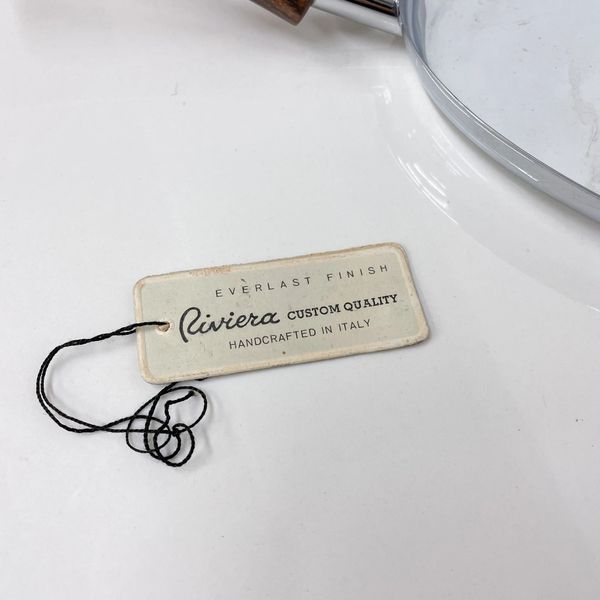 EVERLAST FINISH
Riviera CUSTOM QUALITY
HANDCRAFTED IN ITALY